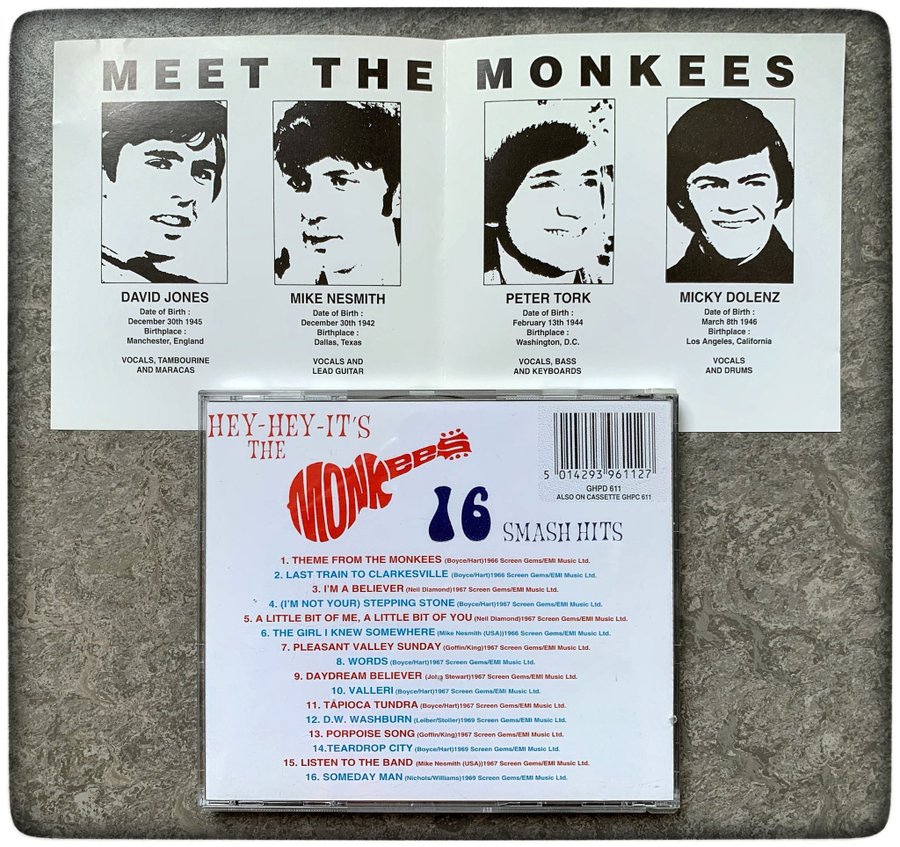 MEET THE MONKEES
DAVID JONES
Date of Birth :
December 30th 1945
Birthplace :
Manchester, England
VOCALS, TAMBOURINE
AND MARACAS
MIKE NESMITH
Date of Birth :
December 30th 1942
Birthplace :
Dallas, Texas
VOCALS AND
LEAD GUITAR
PETER TORK
Date of Birth :
February 13th 1944
Birthplace :
Washington, D.C.
VOCALS, BASS
AND KEYBOARDS
MICKY DOLENZ
Date of Birth :
March 8th 1946
Birthplace :
Los Angeles, California
VOCALS
AND DRUMS
HEY-HEY-IT'S
THE
MONKEES
5 014293 961127
GHPD 611
ALSO ON CASSETTE GHPC 611
16 SMASH HITS
1. THEME FROM THE MONKEES (Boyce/Hart)1966 Screen Gems/EMI Music Ltd.
2. LAST TRAIN TO CLARKESVILLE (Boyce/Hart)1966 Screen Gems/EMI Music Ltd.
3. I'M A BELIEVER (Neil Diamond)1967 Screen Gems/EMI Music Ltd.
4. (I'M NOT YOUR) STEPPING STONE (Boyce/Hart)1967 Screen Gems/EMI Music Ltd.
5. A LITTLE BIT OF ME, A LITTLE BIT OF YOU (Neil Diamond)1967 Screen Gems/EMI Music Ltd.
6. THE GIRL I KNEW SOMEWHERE (Mike Nesmith (USA))1966 Screen Gems/EMI Music Ltd.
7. PLEASANT VALLEY SUNDAY (Goffin/King)1967 Screen Gems/EMI Music Ltd.
8. WORDS (Boyce/Hart)1967 Screen Gems/EMI Music Ltd.
9. DAYDREAM BELIEVER (John Stewart)1967 Screen Gems/EMI Music Ltd.
10. VALLERI (Boyce/Hart)1967 Screen Gems/EMI Music Ltd.
11. TAPIOCA TUNDRA (Boyce/Hart)1967 Screen Gems/EMI Music Ltd.
12. D.W. WASHBURN (Leiber/Stoller)1969 Screen Gems/EMI Music Ltd.
13. PORPOISE SONG (Goffin/King)1967 Screen Gems/EMI Music Ltd.
14. TEARDROP CITY (Boyce/Hart)1969 Screen Gems/EMI Music Ltd.
15. LISTEN TO THE BAND (Mike Nesmith (USA))1967 Screen Gems/EMI Music Ltd.
16. SOMEDAY MAN (Nichols/Williams)1969 Screen Gems/EMI Music Ltd.